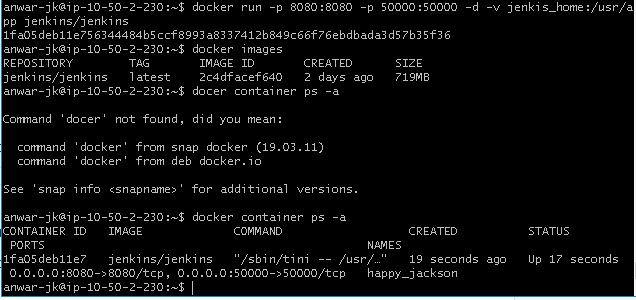 anwar-jk@ip-10-50-2-230:~$ docker run -p 8080:8080 -p 50000:50000 -d -v jenkis_home:/usr/a
pp jenkins/jenkins
1fa05deb11e756344484b5ccf8993a8337412b849c66f76ebdbada3d57b35f36
anwar-jk@ip-10-50-2-230:~$ docker images
REPOSITORY TAG IMAGE ID CREATED SIZE
jenkins/jenkins latest 2c4dfacef640 2 days ago 719MB
anwar-jk@ip-10-50-2-230:~$ docer container ps -a
Command 'docer' not found, did you mean:
command 'docker' from snap docker (19.03.11)
command 'docker' from deb docker.io
See 'snap info <snapname>' for additional versions.
anwar-jk@ip-10-50-2-230:~$ docker container ps -a
CONTAINER ID IMAGE COMMAND CREATED STATUS
PORTS NAMES
1fa05deb11e7 jenkins/jenkins "/sbin/tini -- /usr/…" 19 seconds ago Up 17 seconds
0.0.0.0:8080->8080/tcp, 0.0.0.0:50000->50000/tcp happy_jackson
anwar-jk@ip-10-50-2-230:~$